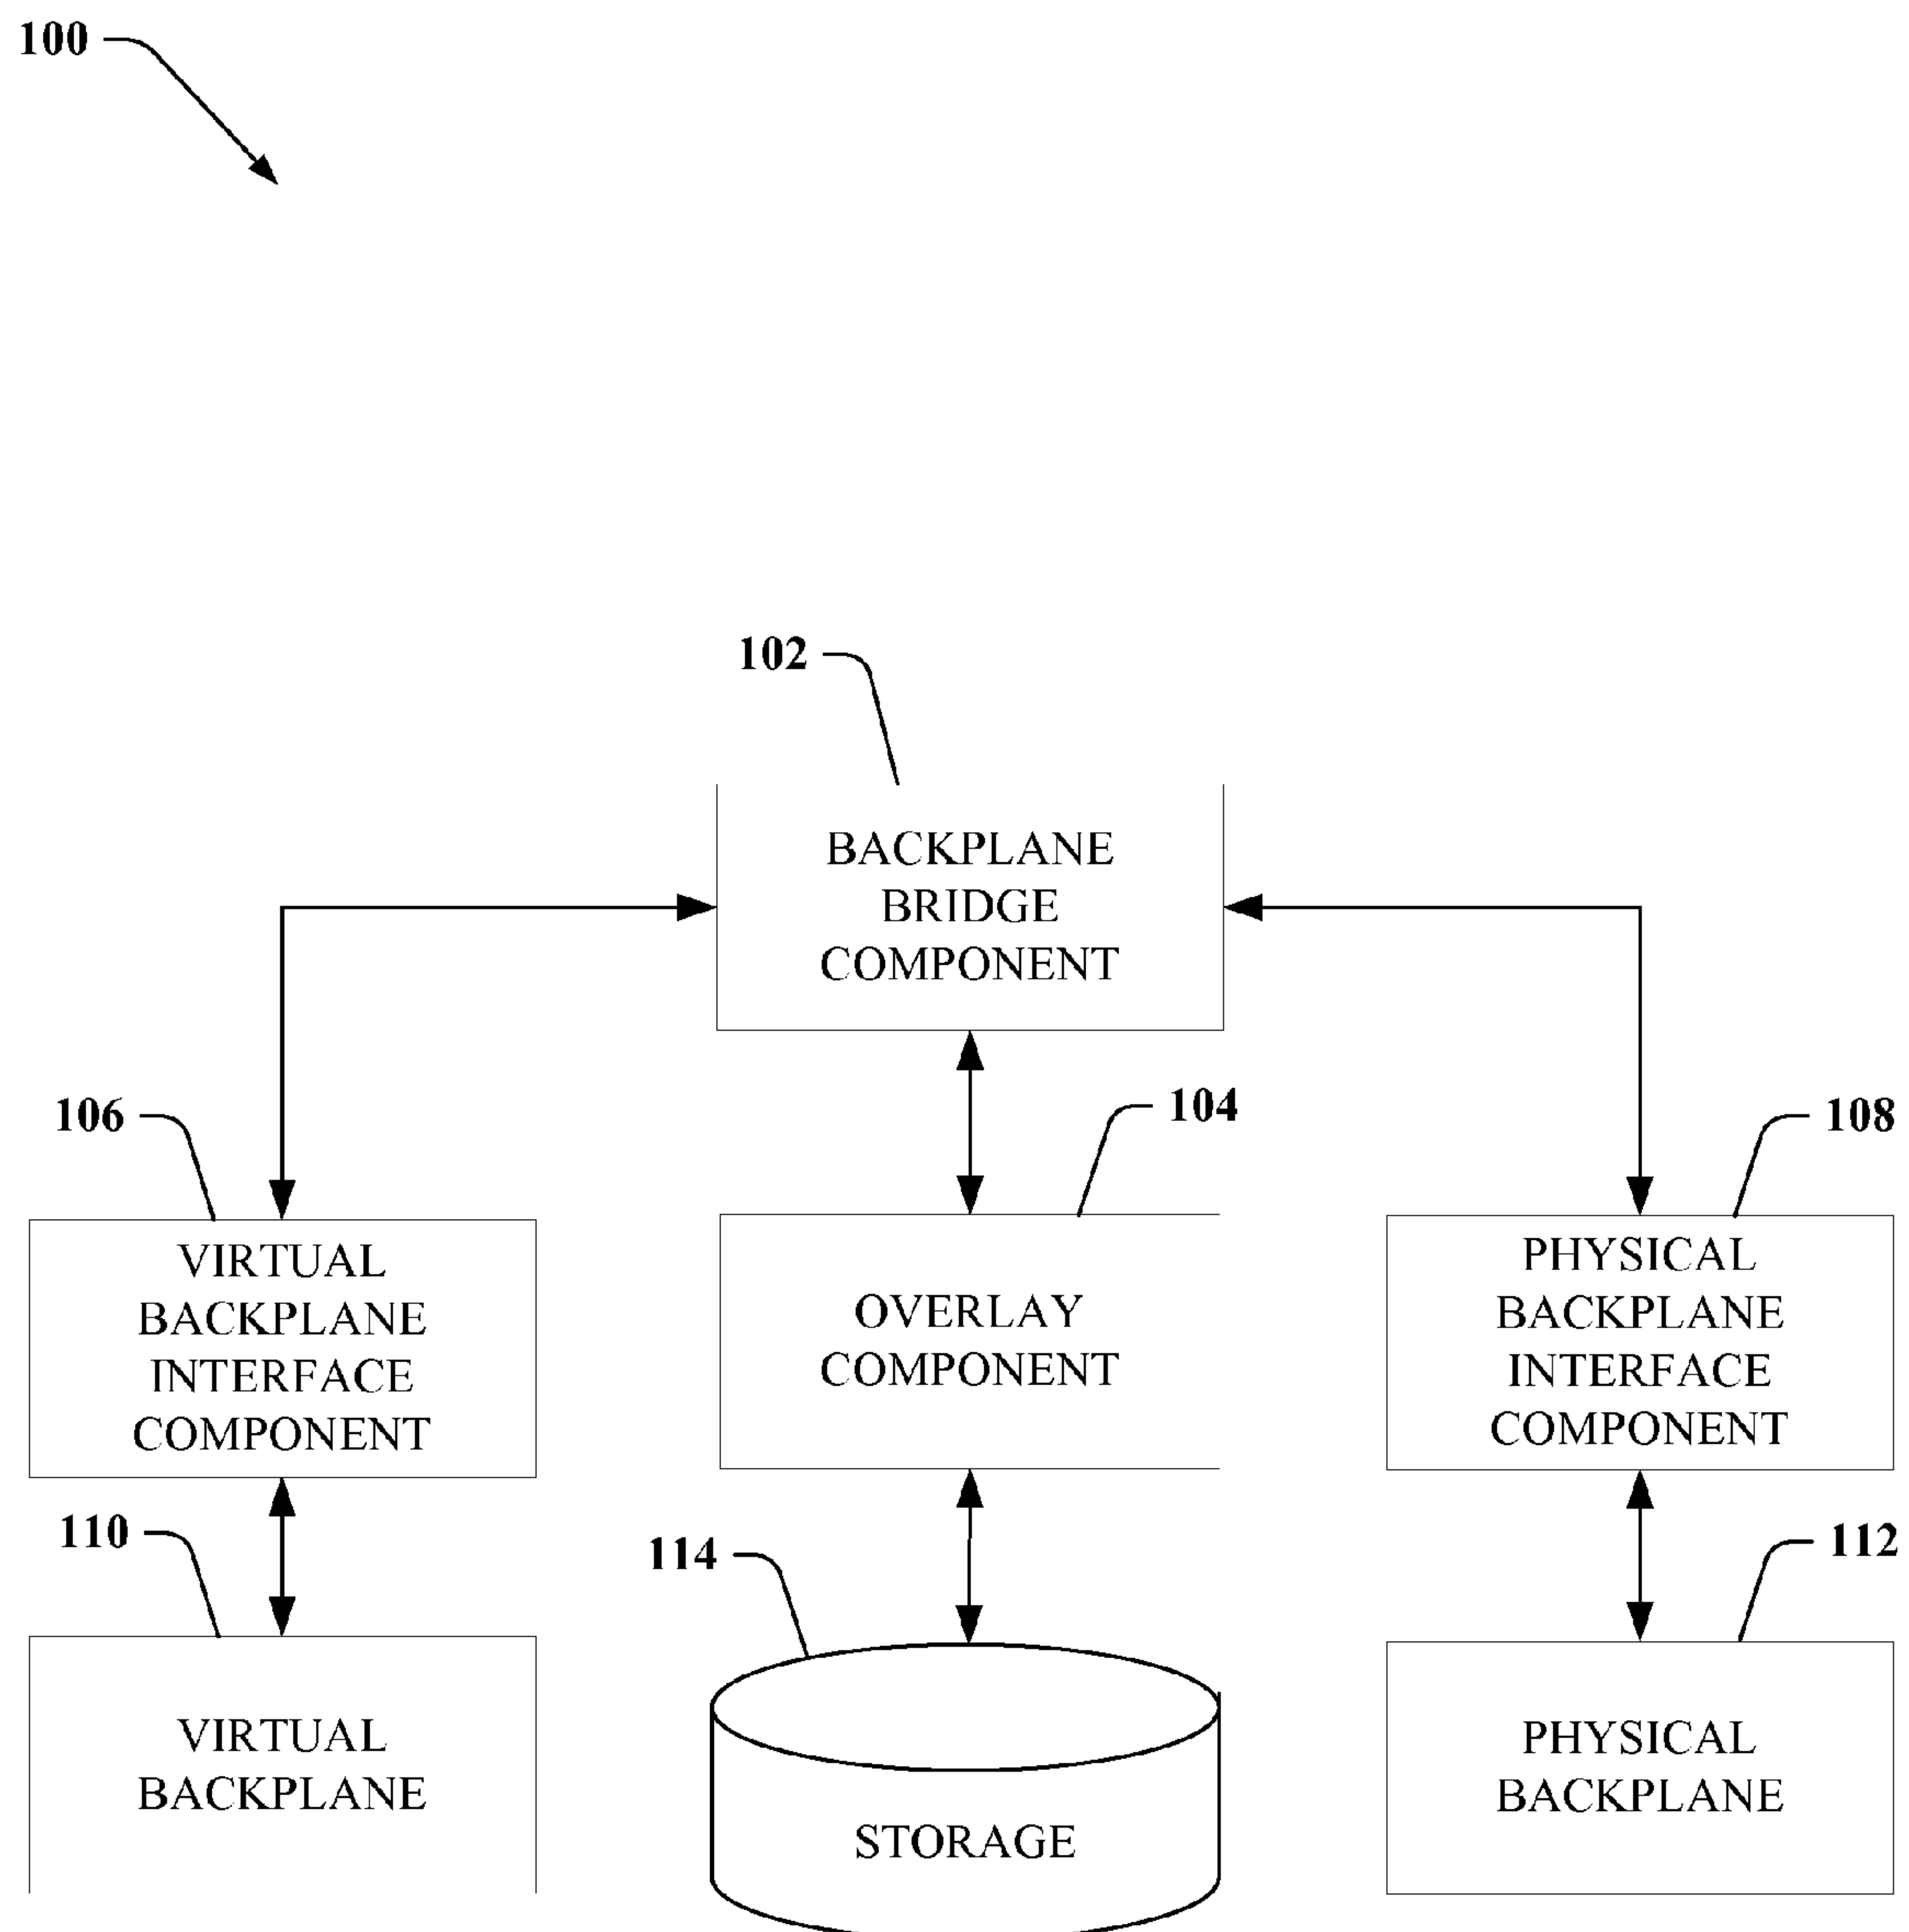 100
102
BACKPLANE
BRIDGE
COMPONENT
106
104
108
VIRTUAL
BACKPLANE
INTERFACE
COMPONENT
OVERLAY
COMPONENT
PHYSICAL
BACKPLANE
INTERFACE
COMPONENT
110
114
112
VIRTUAL
BACKPLANE
STORAGE
PHYSICAL
BACKPLANE